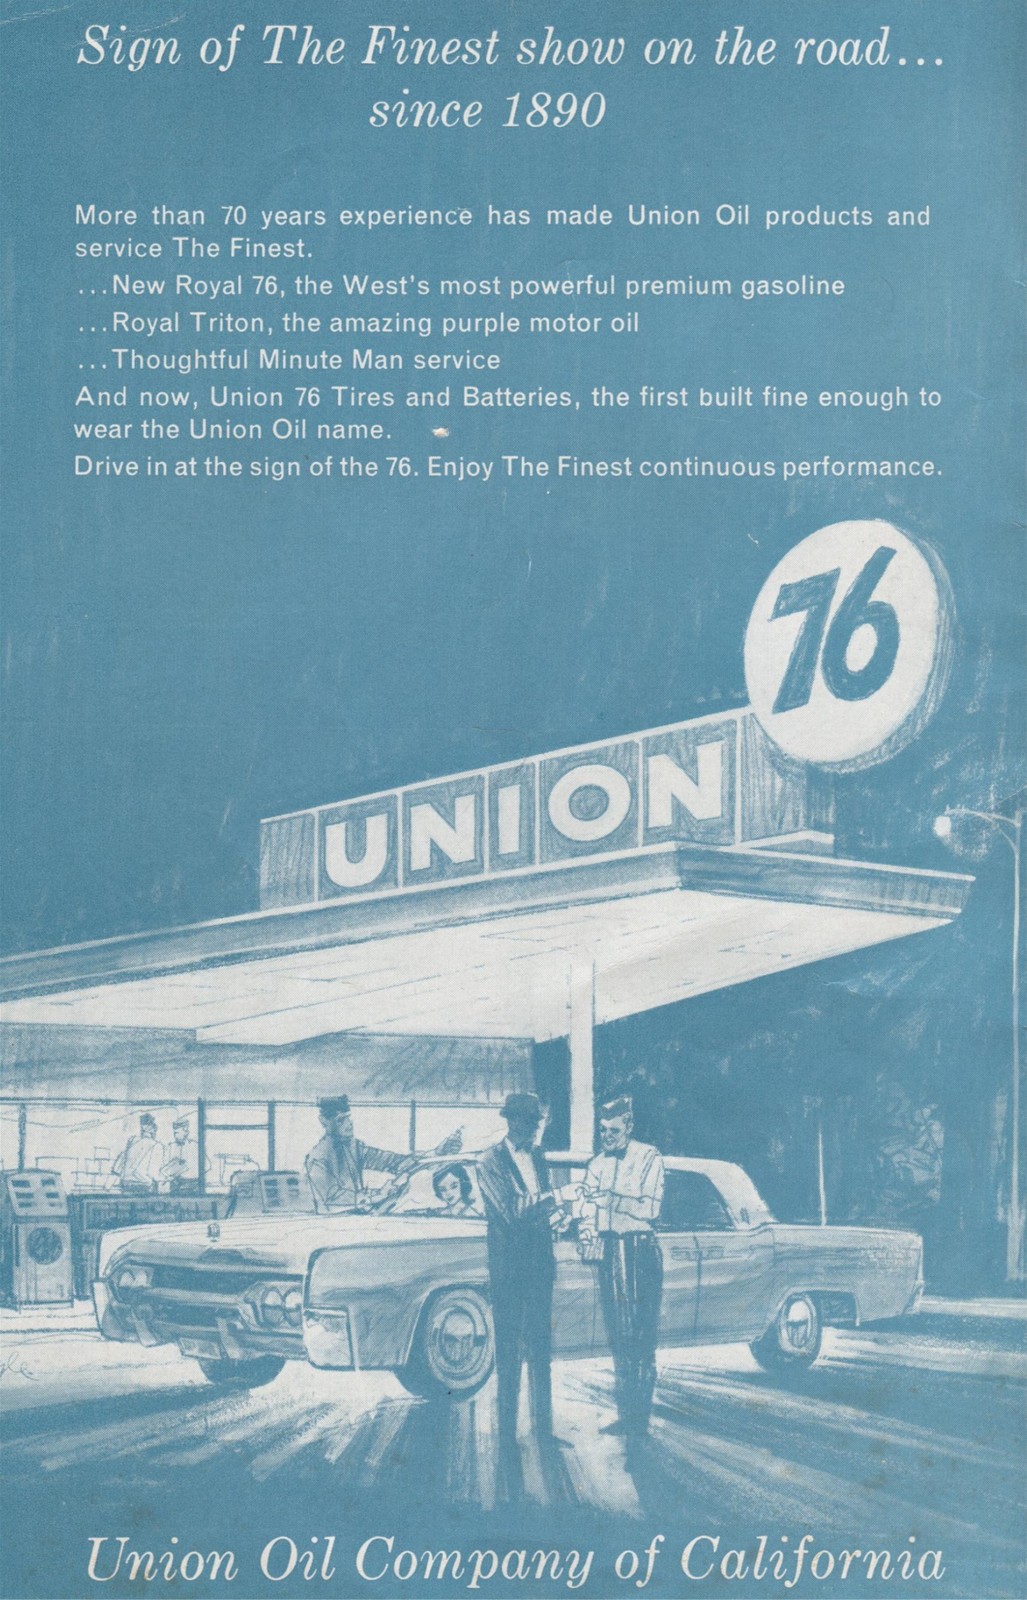 Sign of The Finest show on the road...
since 1890
More than 70 years experience has made Union Oil products and
service The Finest.
...New Royal 76, the West's most powerful premium gasoline
...Royal Triton, the amazing purple motor oil
...Thoughtful Minute Man service
And now, Union 76 Tires and Batteries, the first built fine enough to
wear the Union Oil name.
Drive in at the sign of the 76. Enjoy The Finest continuous performance.
76
UNION
Union Oil Company of California